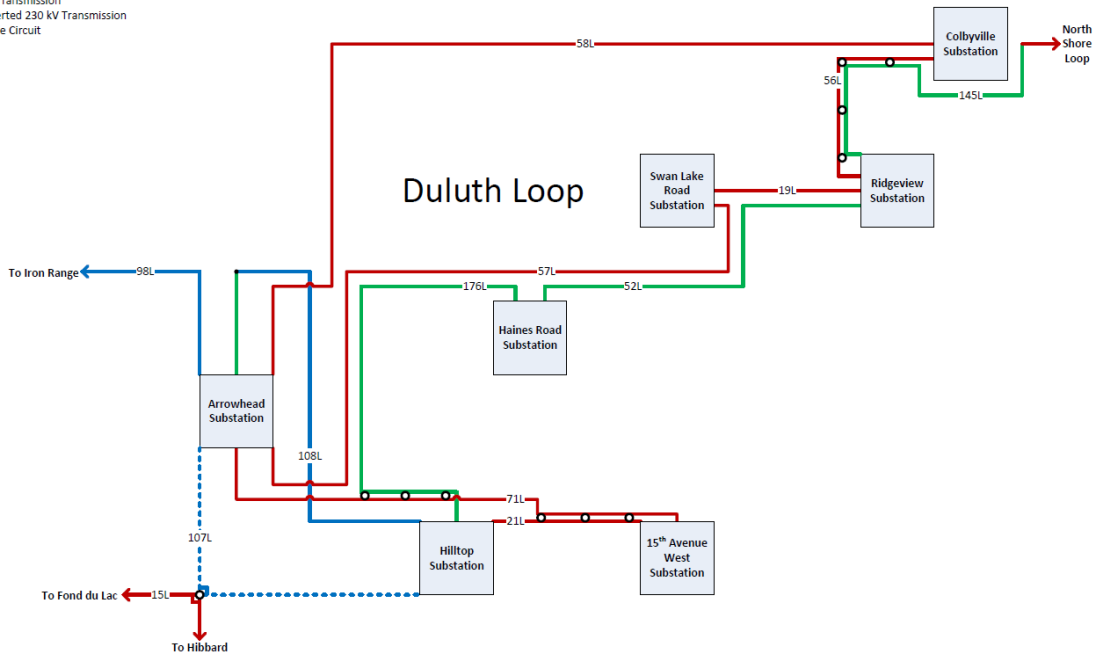 erted 230 kV Transmission
e Circuit
58L
Colbyville
Substation
North
Shore
Loop
56L
145L
Duluth Loop
Swan Lake
Road
Substation
19L
Ridgeview
Substation
To Iron Range
98L
57L
176L
52L
Haines Road
Substation
Arrowhead
Substation
108L
71L
21L
107L
Hilltop
Substation
15th Avenue
West
Substation
To Fond du Lac
15L
To Hibbard